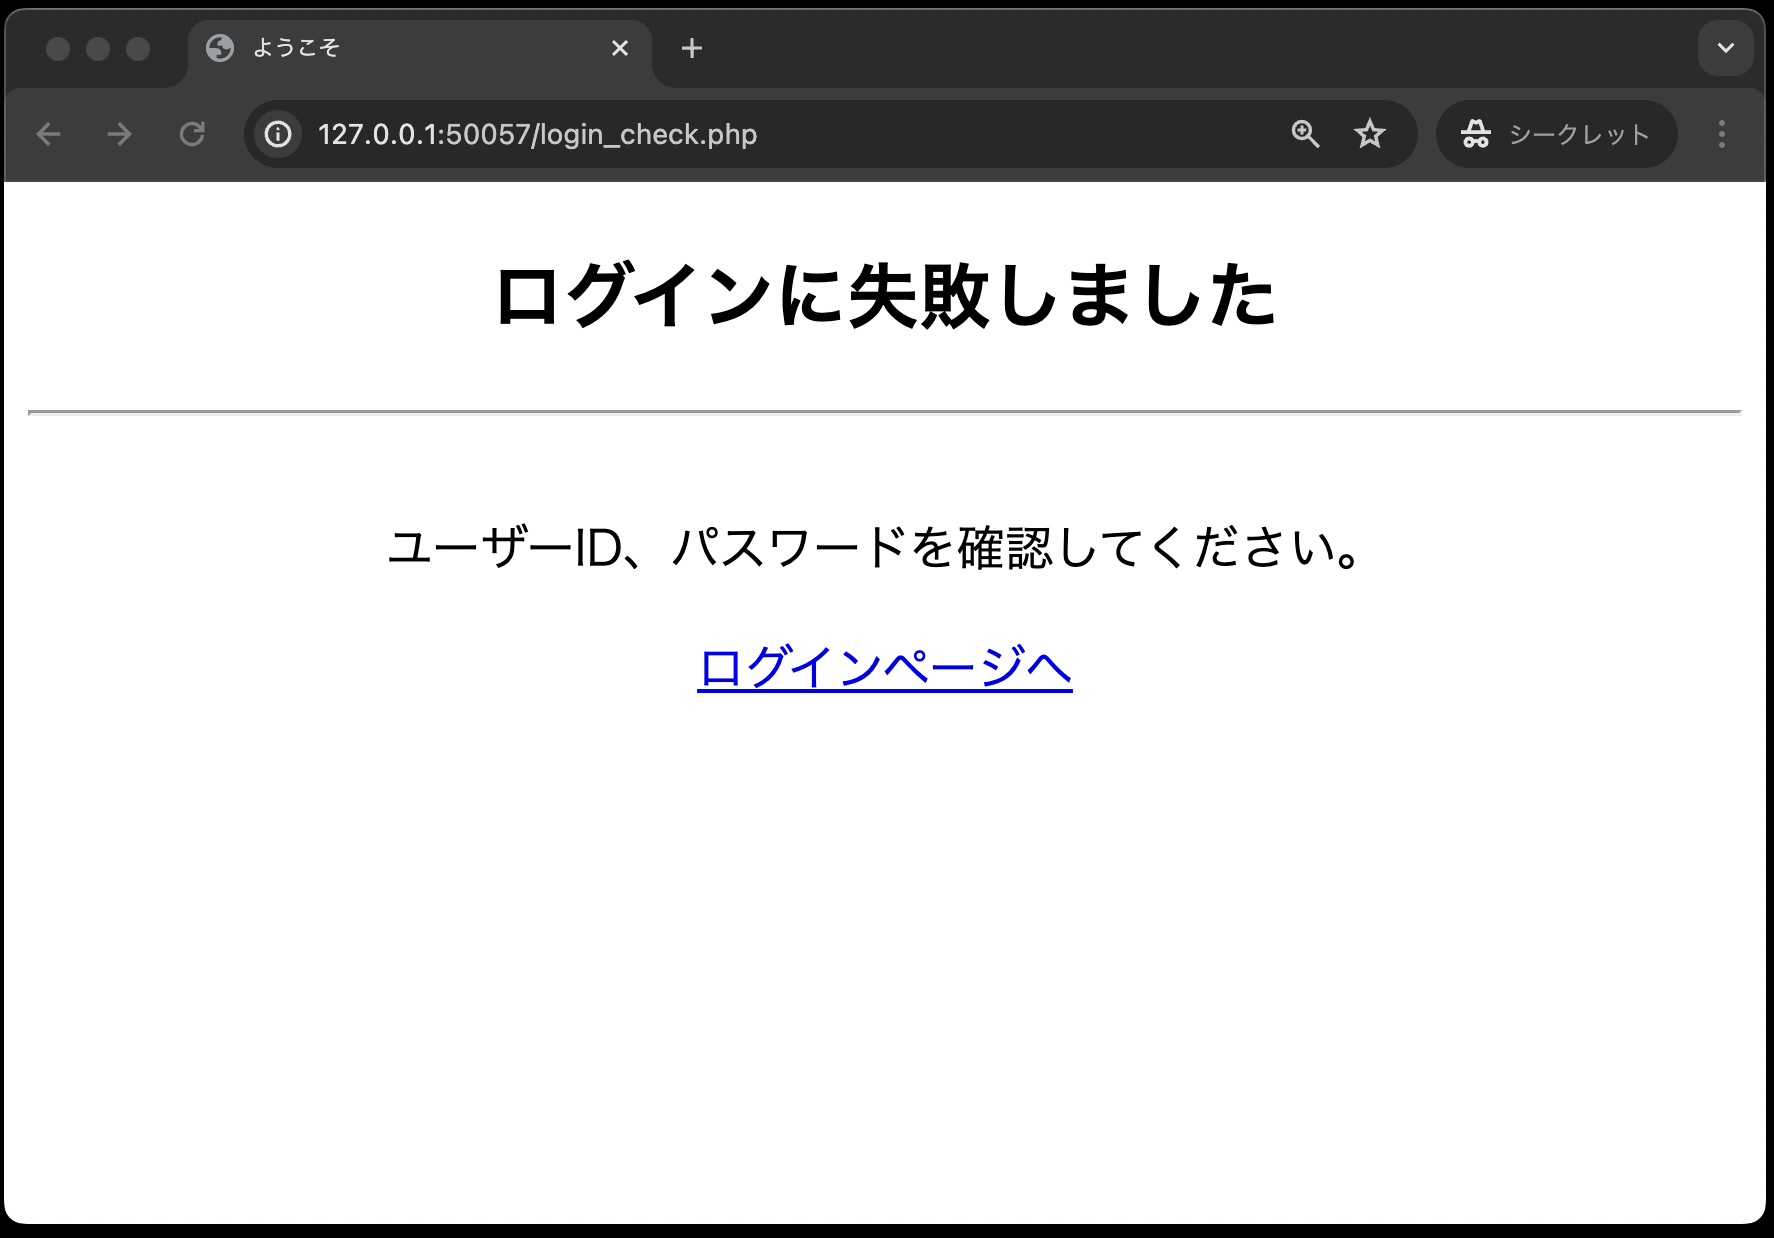 ようこそ
127.0.0.1:50057/login_check.php
シークレット
ログインに失敗しました
ユーザーID、パスワードを確認してください。
ログインページへ